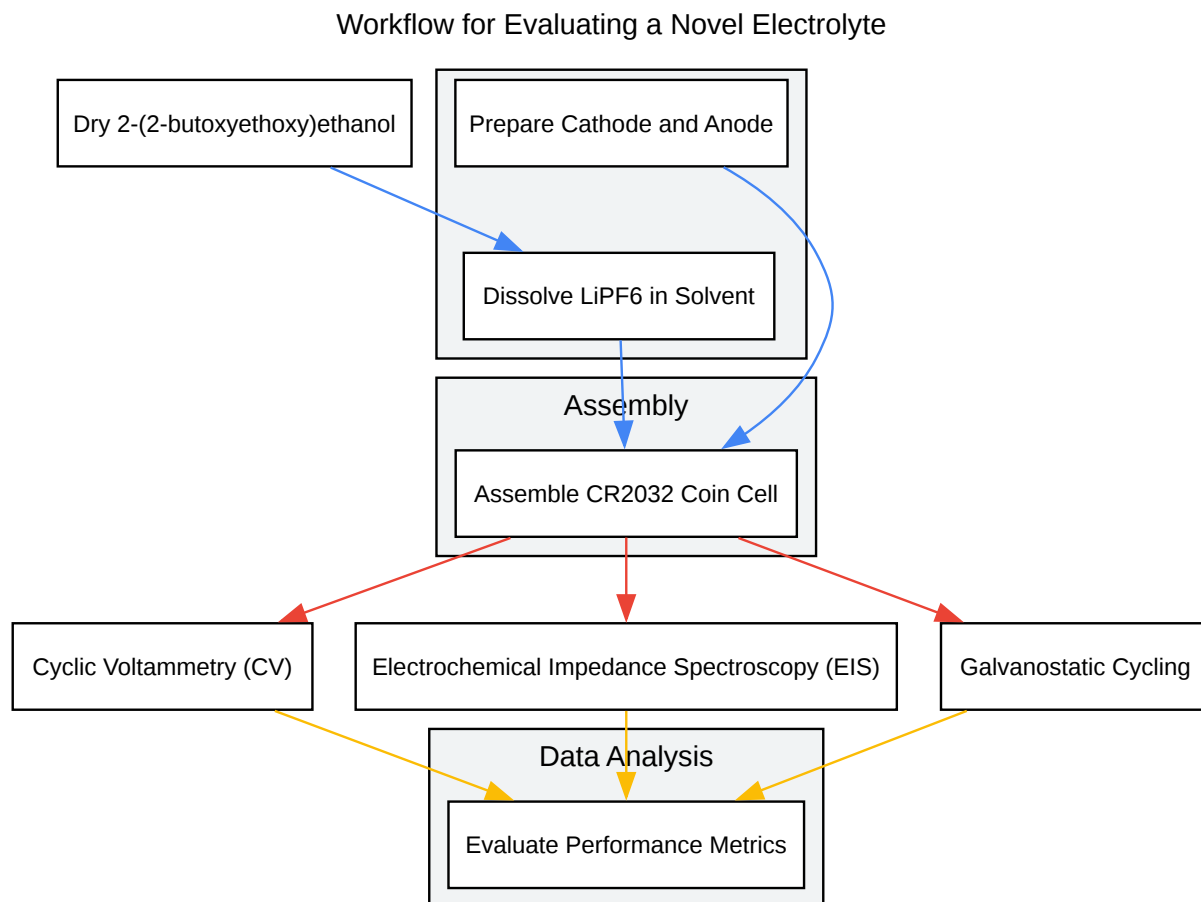 Workflow for Evaluating a Novel Electrolyte
Dry 2-(2-butoxyethoxy)ethanol
Prepare Cathode and Anode
Dissolve LiPF6 in Solvent
Assembly
Assemble CR2032 Coin Cell
Cyclic Voltammetry (CV)
Electrochemical Impedance Spectroscopy (EIS)
Galvanostatic Cycling
Data Analysis
Evaluate Performance Metrics